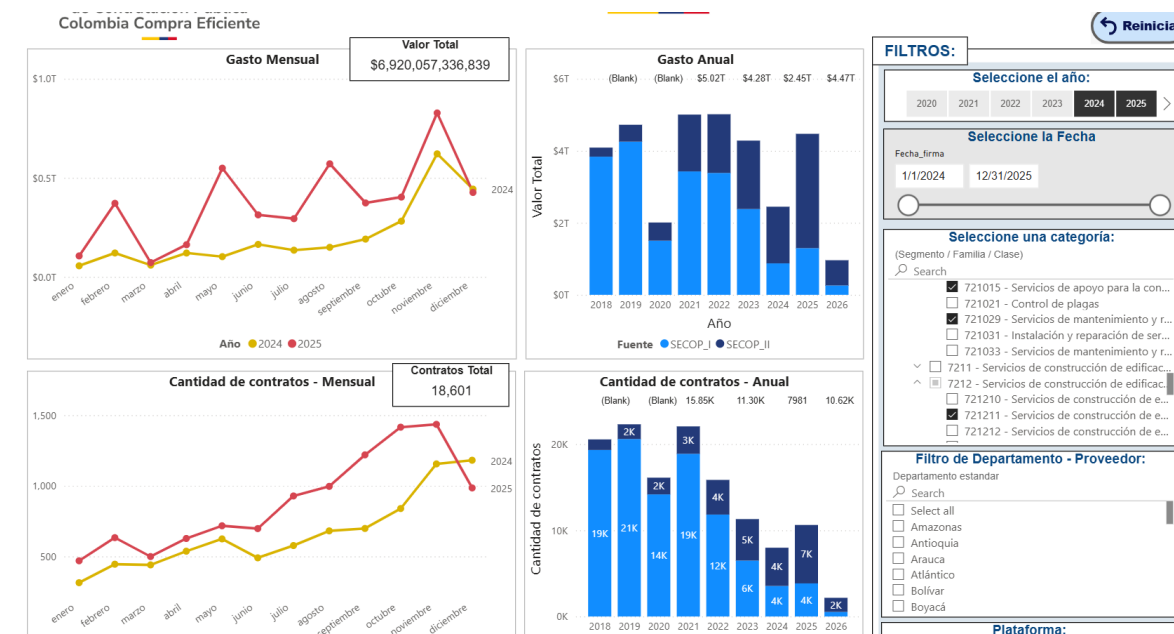 Colombia Compra Eficiente
Reinicia
Gasto Mensual
Valor Total
$6,920,057,336,839
$1.0T
$0.5T
$0.0T
2024
enero
febrero
marzo
abril
mayo
junio
julio
agosto
septiembre
octubre
noviembre
diciembre
Año 2024 2025
Gasto Anual
(Blank) (Blank) $5.02T $4.28T $2.45T $4.47T
$6T
$4T
$2T
$0T
Valor Total
2018 2019 2020 2021 2022 2023 2024 2025 2026
Año
Fuente SECOP_I SECOP_II
Cantidad de contratos - Mensual
Contratos Total
18,601
1,500
1,000
500
2024
2025
enero
febrero
marzo
abril
mayo
junio
julio
agosto
septiembre
octubre
noviembre
diciembre
Cantidad de contratos - Anual
(Blank) (Blank) 15.85K 11.30K 7981 10.62K
20K
10K
0K
Cantidad de contratos
2K
3K
2K
4K
19K
21K
14K
19K
12K
5K
6K
4K
4K
7K
4K
2K
2018 2019 2020 2021 2022 2023 2024 2025 2026
FILTROS:
Seleccione el año:
2020 2021 2022 2023 2024 2025
Seleccione la Fecha
Fecha_firma
1/1/2024 12/31/2025
Seleccione una categoría:
(Segmento / Familia / Clase)
Search
721015 - Servicios de apoyo para la con...
721021 - Control de plagas
721029 - Servicios de mantenimiento y r...
721031 - Instalación y reparación de ser...
721033 - Servicios de mantenimiento y r...
7211 - Servicios de construcción de edificac...
7212 - Servicios de construcción de edificac...
721210 - Servicios de construcción de e...
721211 - Servicios de construcción de e...
721212 - Servicios de construcción de e...
Filtro de Departamento - Proveedor:
Departamento estandar
Search
Select all
Amazonas
Antioquia
Arauca
Atlántico
Bolívar
Boyacá
Plataforma: